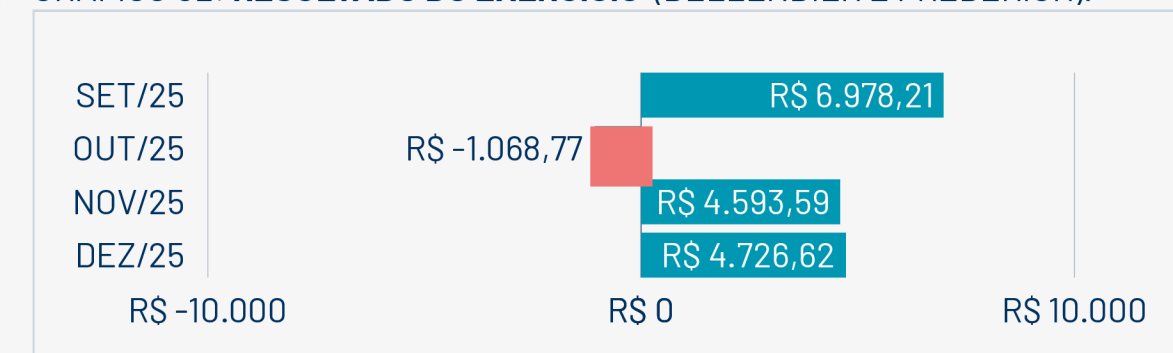 SET/25 R$ 6.978,21
OUT/25 R$ -1.068,77
NOV/25 R$ 4.593,59
DEZ/25 R$ 4.726,62
R$ -10.000 R$ 0 R$ 10.000